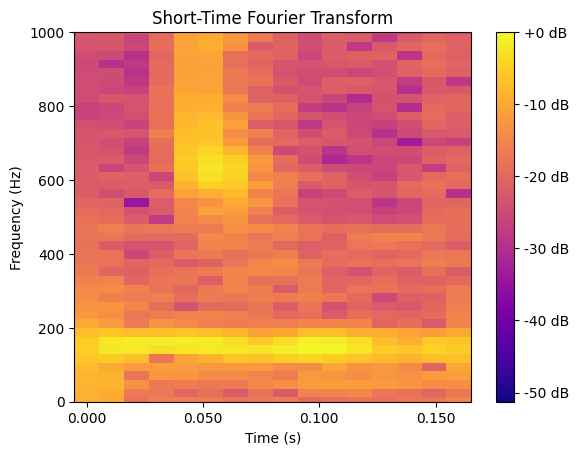 Short-Time Fourier Transform
Frequency (Hz)
1000
800
600
400
200
0
0.000
0.050
0.100
0.150
Time (s)
+0 dB
-10 dB
-20 dB
-30 dB
-40 dB
-50 dB